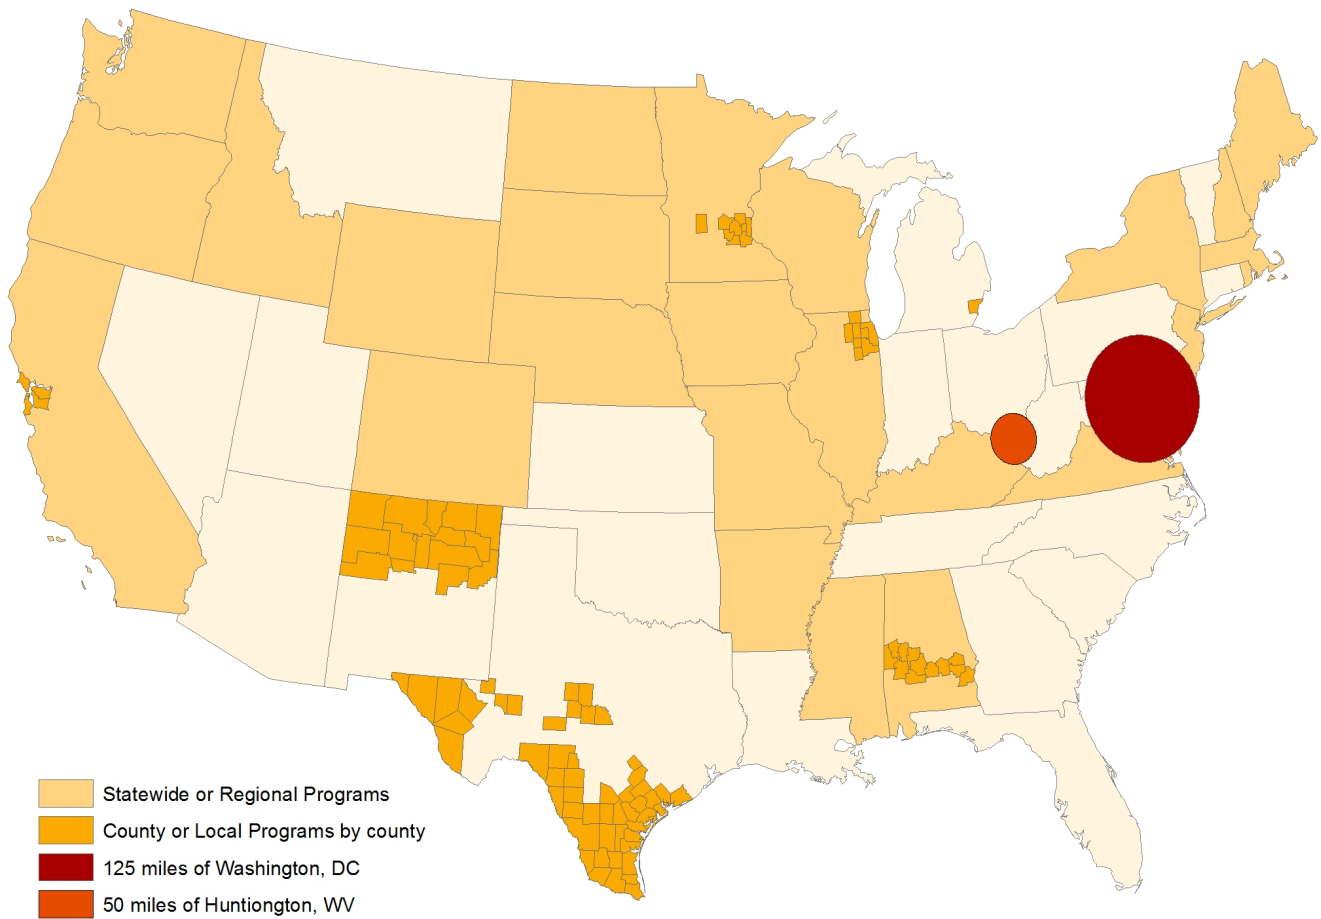 Statewide or Regional Programs
County or Local Programs by county
125 miles of Washington, DC
50 miles of Huntiongton, WV